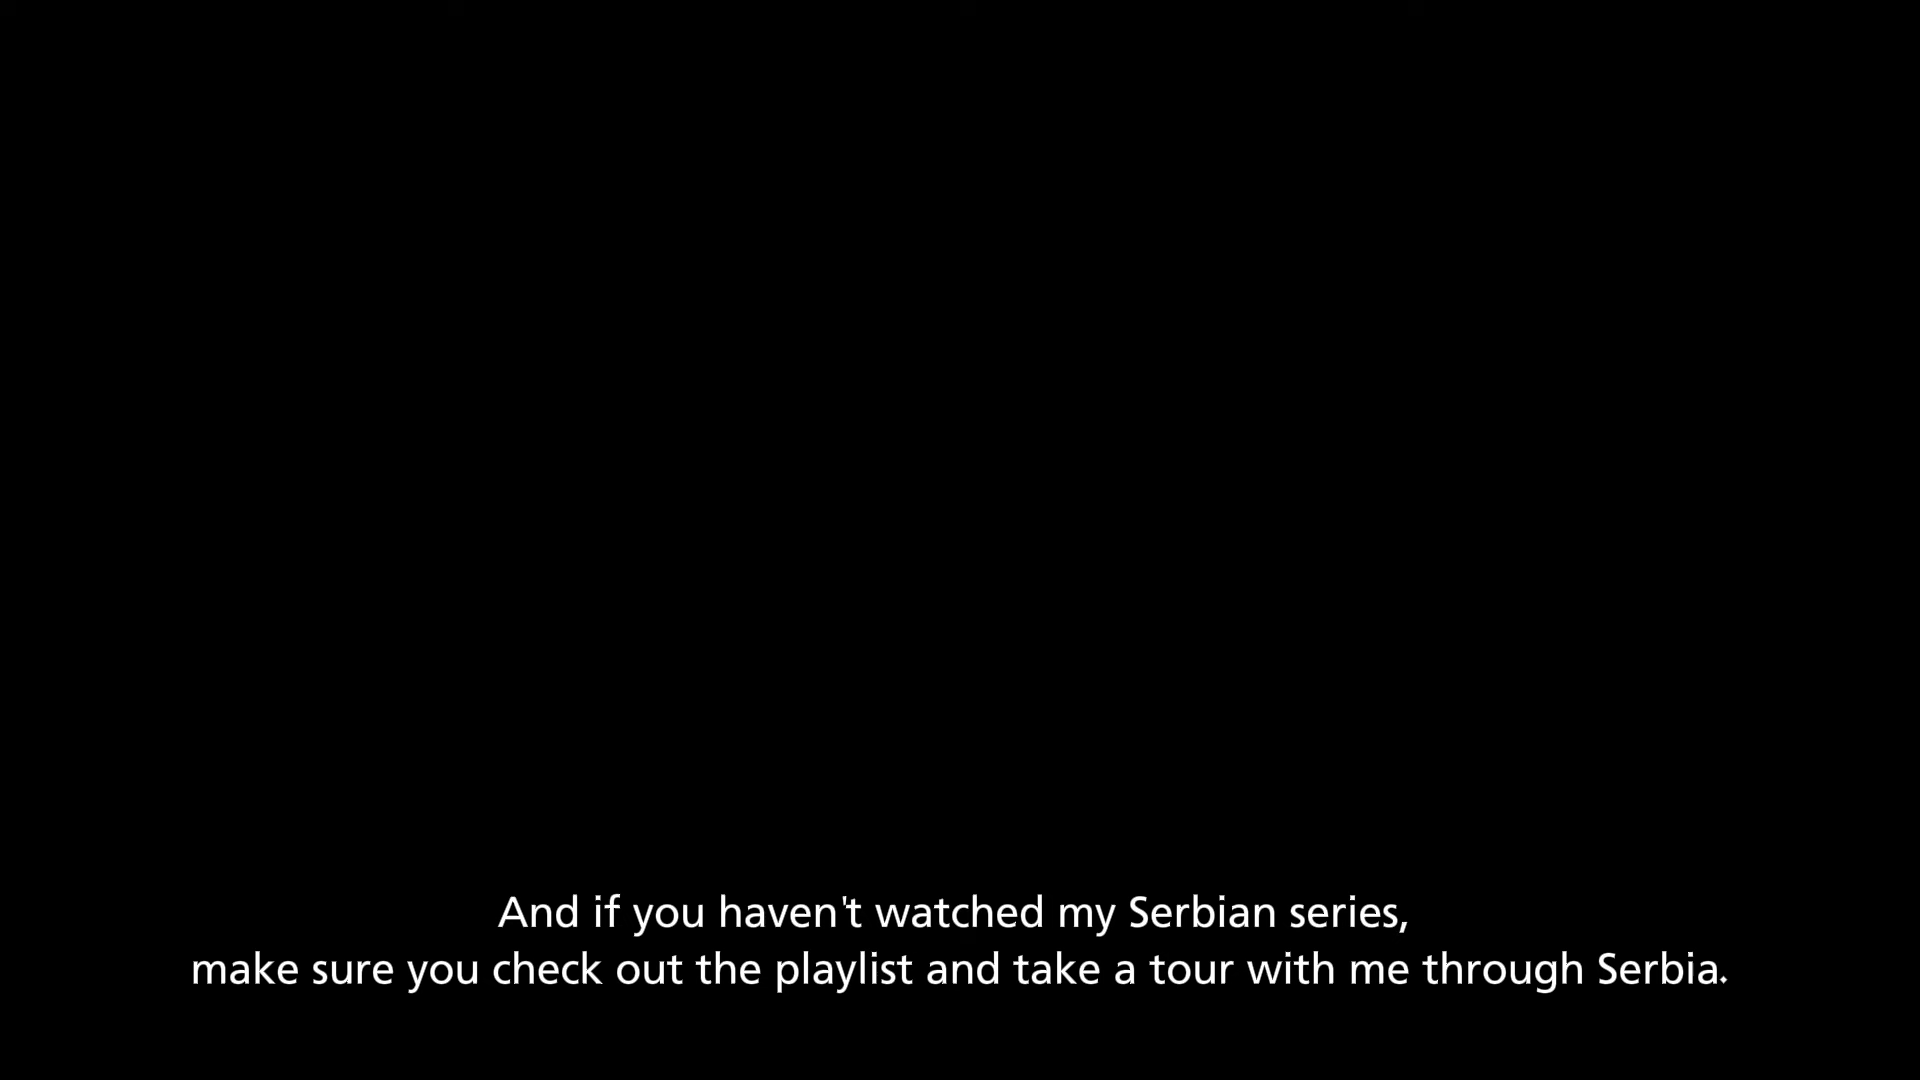 And if you haven't watched my Serbian series,
make sure you check out the playlist and take a tour with me through Serbia.